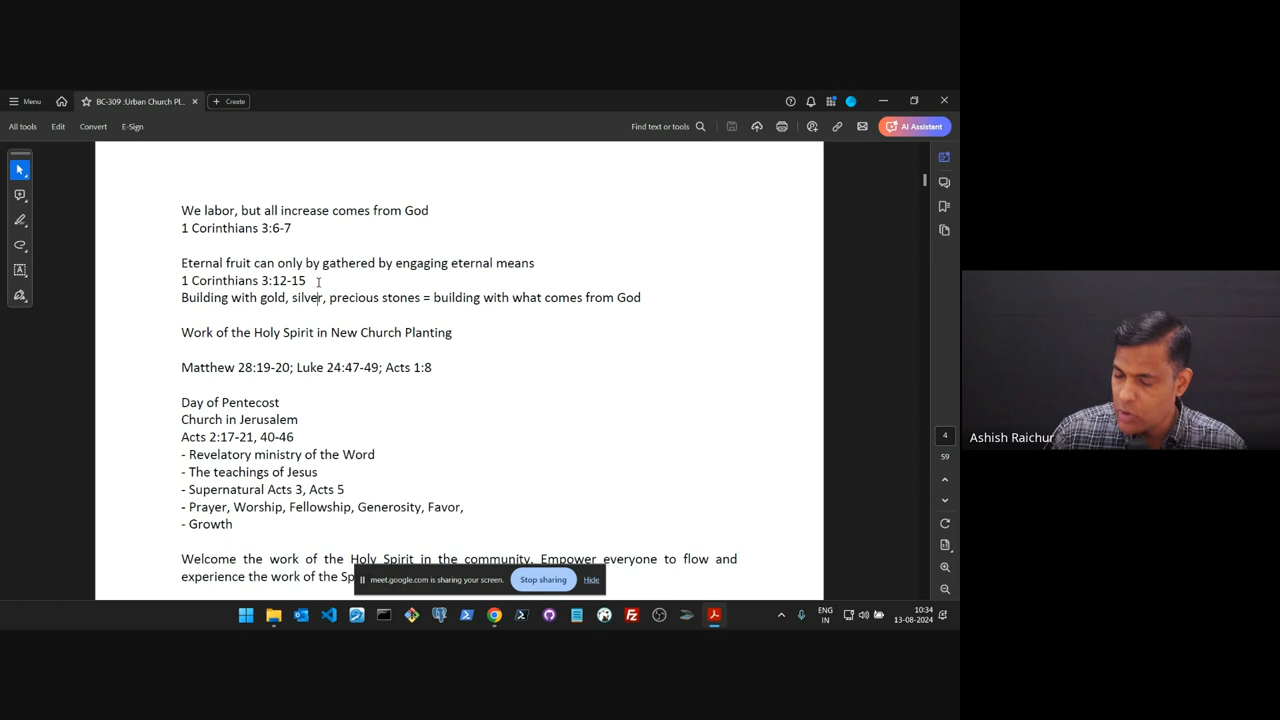 Menu
BC-309 :Urban Church Pl...
Create
All tools
Edit
Convert
E-Sign
Find text or tools
AI Assistant
We labor, but all increase comes from God
1 Corinthians 3:6-7
Eternal fruit can only by gathered by engaging eternal means
1 Corinthians 3:12-15
Building with gold, silver, precious stones = building with what comes from God
Work of the Holy Spirit in New Church Planting
Matthew 28:19-20; Luke 24:47-49; Acts 1:8
Day of Pentecost
Church in Jerusalem
Acts 2:17-21, 40-46
- Revelatory ministry of the Word
- The teachings of Jesus
- Supernatural Acts 3, Acts 5
- Prayer, Worship, Fellowship, Generosity, Favor,
- Growth
Welcome the work of the Holy Spirit in the community. Empower everyone to flow and
experience the work of the Sp
meet.google.com is sharing your screen.
Stop sharing
Hide
4
59
Ashish Raichur
ENG
IN
10:34
13-08-2024